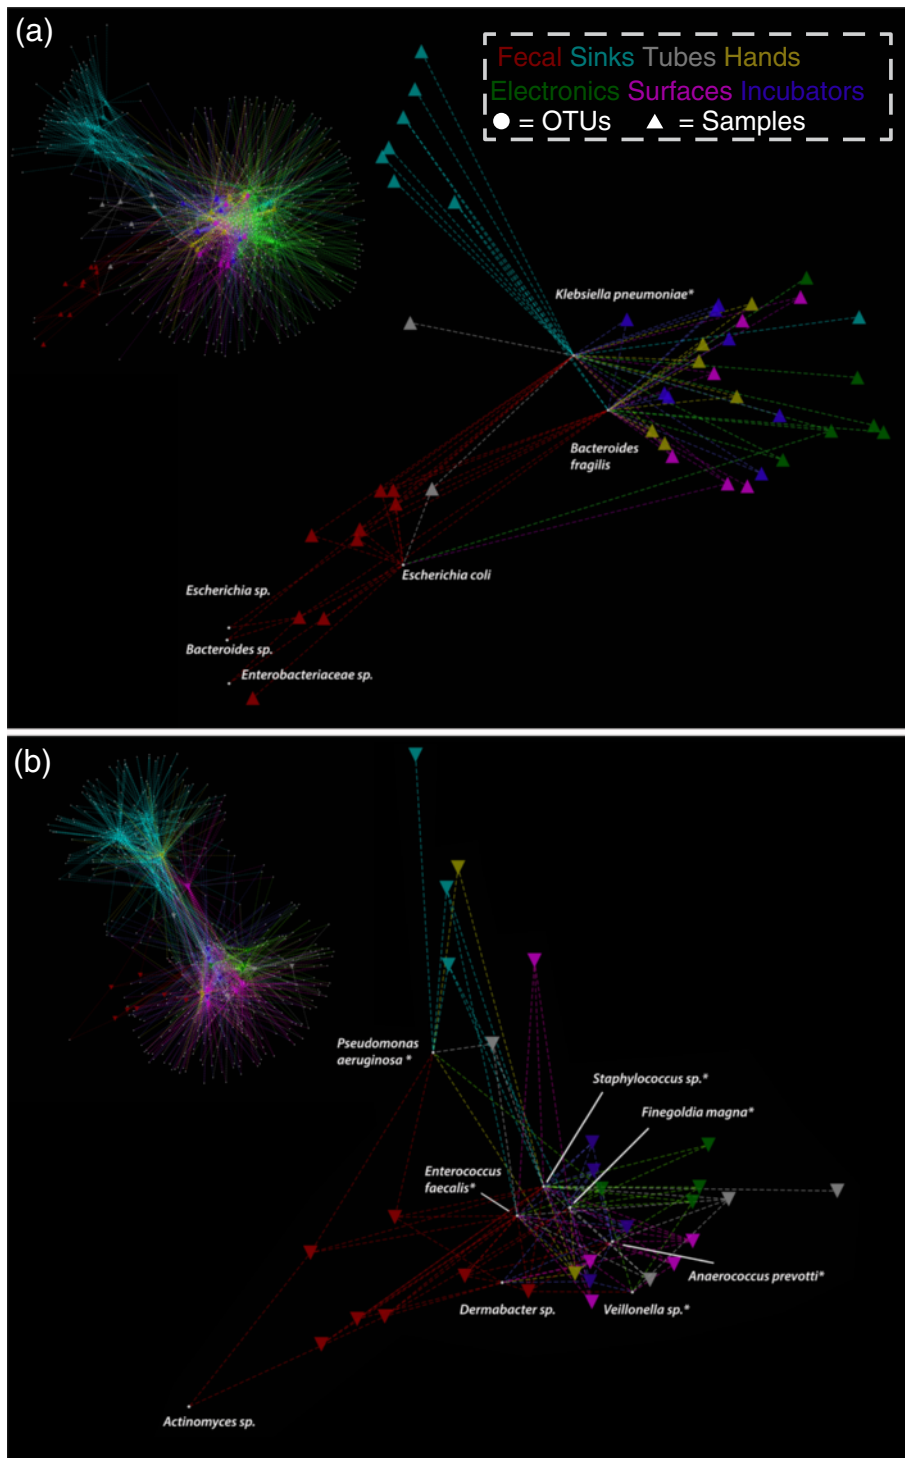 (a)
Fecal Sinks Tubes Hands
Electronics Surfaces Incubators
= OTUs = Samples
Klebsiella pneumoniae*
Bacteroides
fragilis
Escherichia coli
Escherichia sp.
Bacteroides sp.
Enterobacteriaceae sp.
(b)
Pseudomonas
aeruginosa *
Staphylococcus sp.*
Finegoldia magna*
Enterococcus
faecalis*
Anaerococcus prevotti*
Dermabacter sp.
Veillonella sp.*
Actinomyces sp.